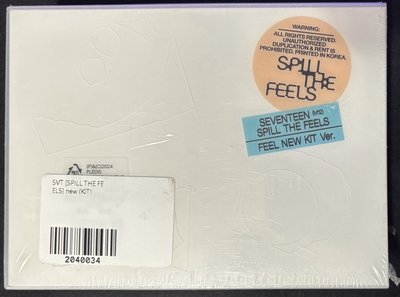 WARNING:
ALL RIGHTS RESERVED.
UNAUTHORIZED
DUPLICATION & RENT IS
PROHIBITED. PRINTED IN KOREA.
SPILL
THE
FEELS
SEVENTEEN (M12)
SPILL THE FEELS
FEEL NEW KIT Ver.
(P)&(C)2024
PLEDIS
SVT [SPILL THE FE
ELS] new (KIT)
2040034